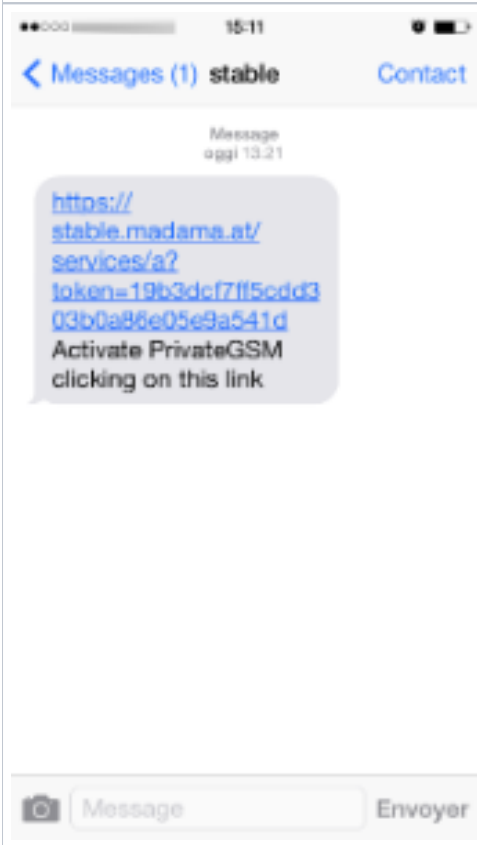 15:11
Messages (1) stable Contact
Message
oggi 13:21
https://
stable.madama.at/
services/a?
token=19b3dcf7ff5cdd3
03b0a86e05e9a541d
Activate PrivateGSM
clicking on this link
Message Envoyer